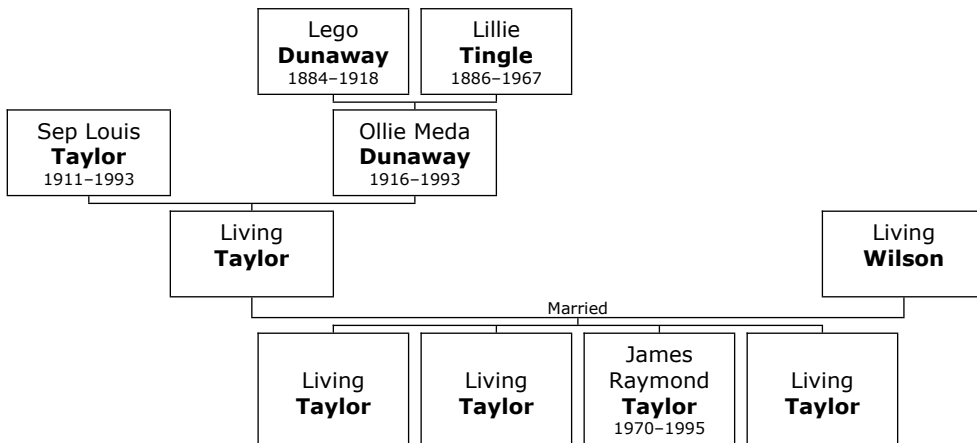 Lego
Dunaway
1884–1918
Lillie
Tingle
1886–1967
Sep Louis
Taylor
1911–1993
Ollie Meda
Dunaway
1916–1993
Living
Taylor
Living
Wilson
Married
Living
Taylor
Living
Taylor
James
Raymond
Taylor
1970–1995
Living
Taylor